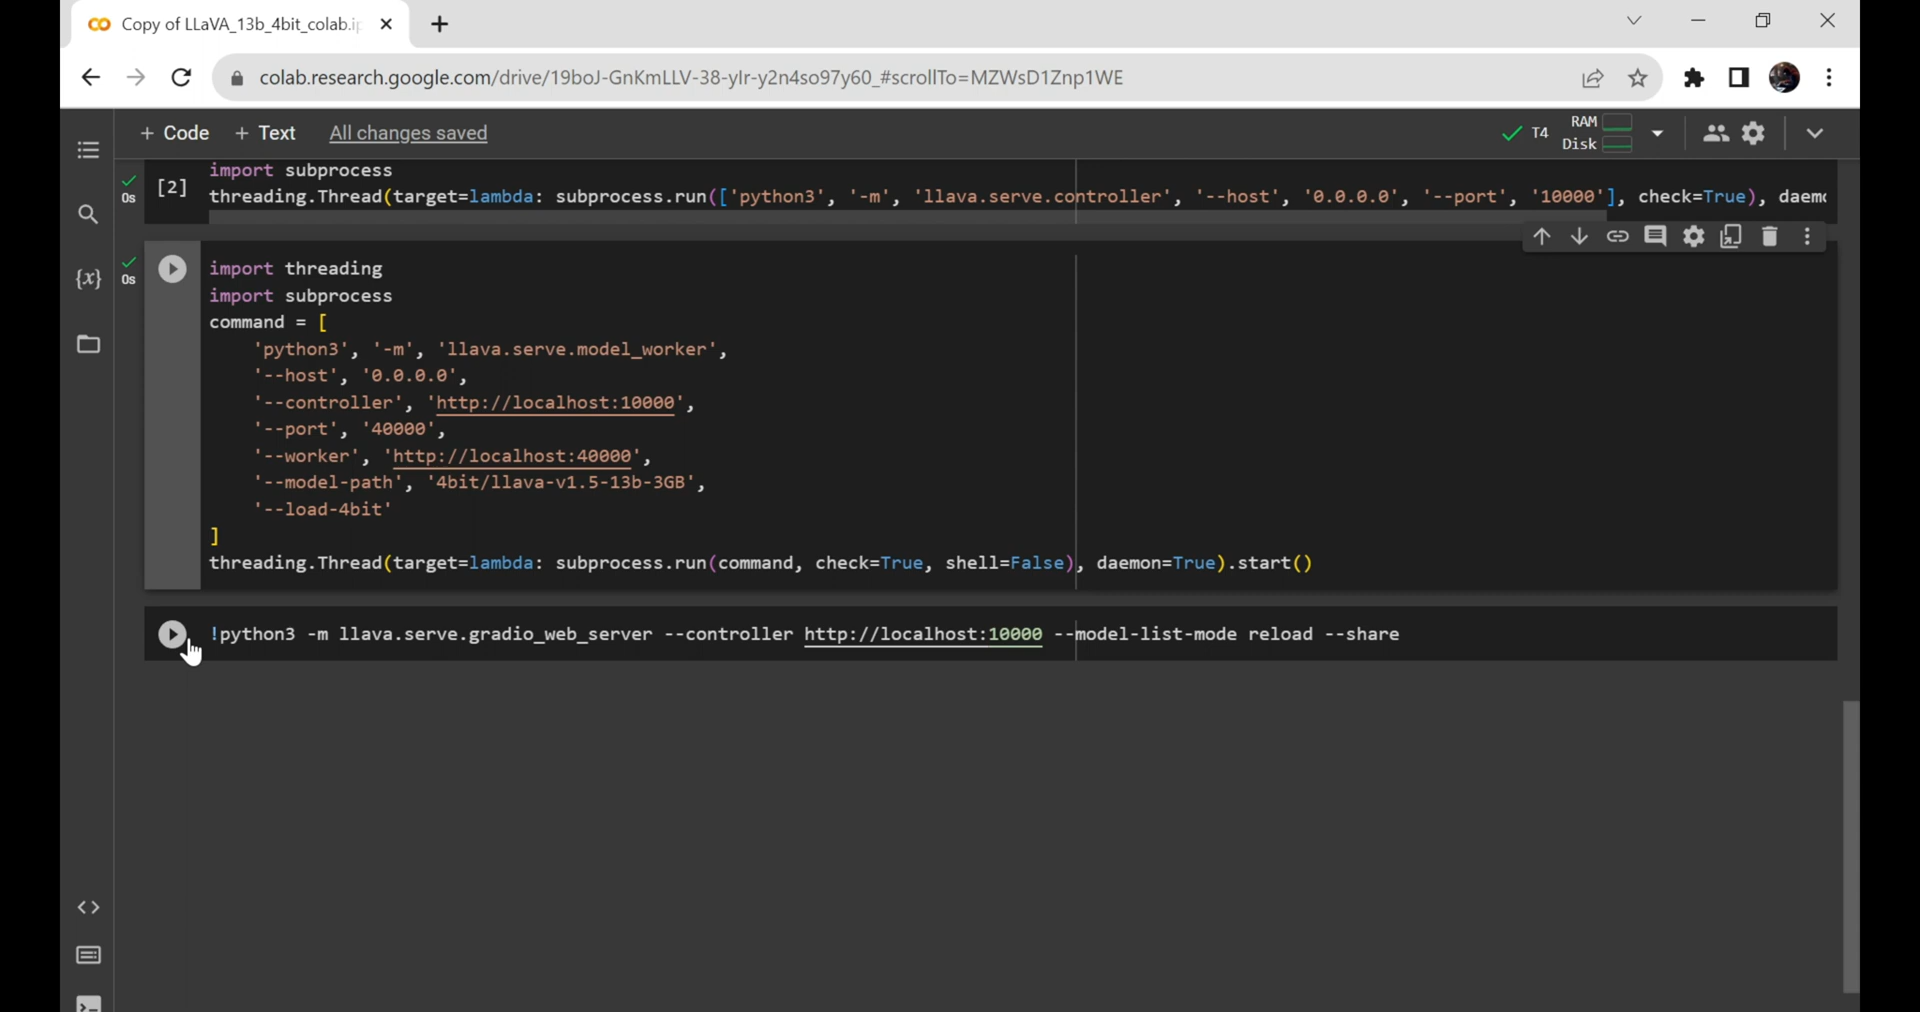 Copy of LLaVA_13b_4bit_colab.ip
colab.research.google.com/drive/19boJ-GnKmLLV-38-ylr-y2n4so97y60_#scrollTo=MZWsD1Znp1WE
+ Code + Text All changes saved
T4 RAM Disk
import subprocess
[2] threading.Thread(target=lambda: subprocess.run(['python3', '-m', 'llava.serve.controller', '--host', '0.0.0.0', '--port', '10000'], check=True), daemo
0s
{x}
0s
import threading
import subprocess
command = [
'python3', '-m', 'llava.serve.model_worker',
'--host', '0.0.0.0',
'--controller', 'http://localhost:10000',
'--port', '40000',
'--worker', 'http://localhost:40000',
'--model-path', '4bit/llava-v1.5-13b-3GB',
'--load-4bit'
]
threading.Thread(target=lambda: subprocess.run(command, check=True, shell=False), daemon=True).start()
!python3 -m llava.serve.gradio_web_server --controller http://localhost:10000 --model-list-mode reload --share